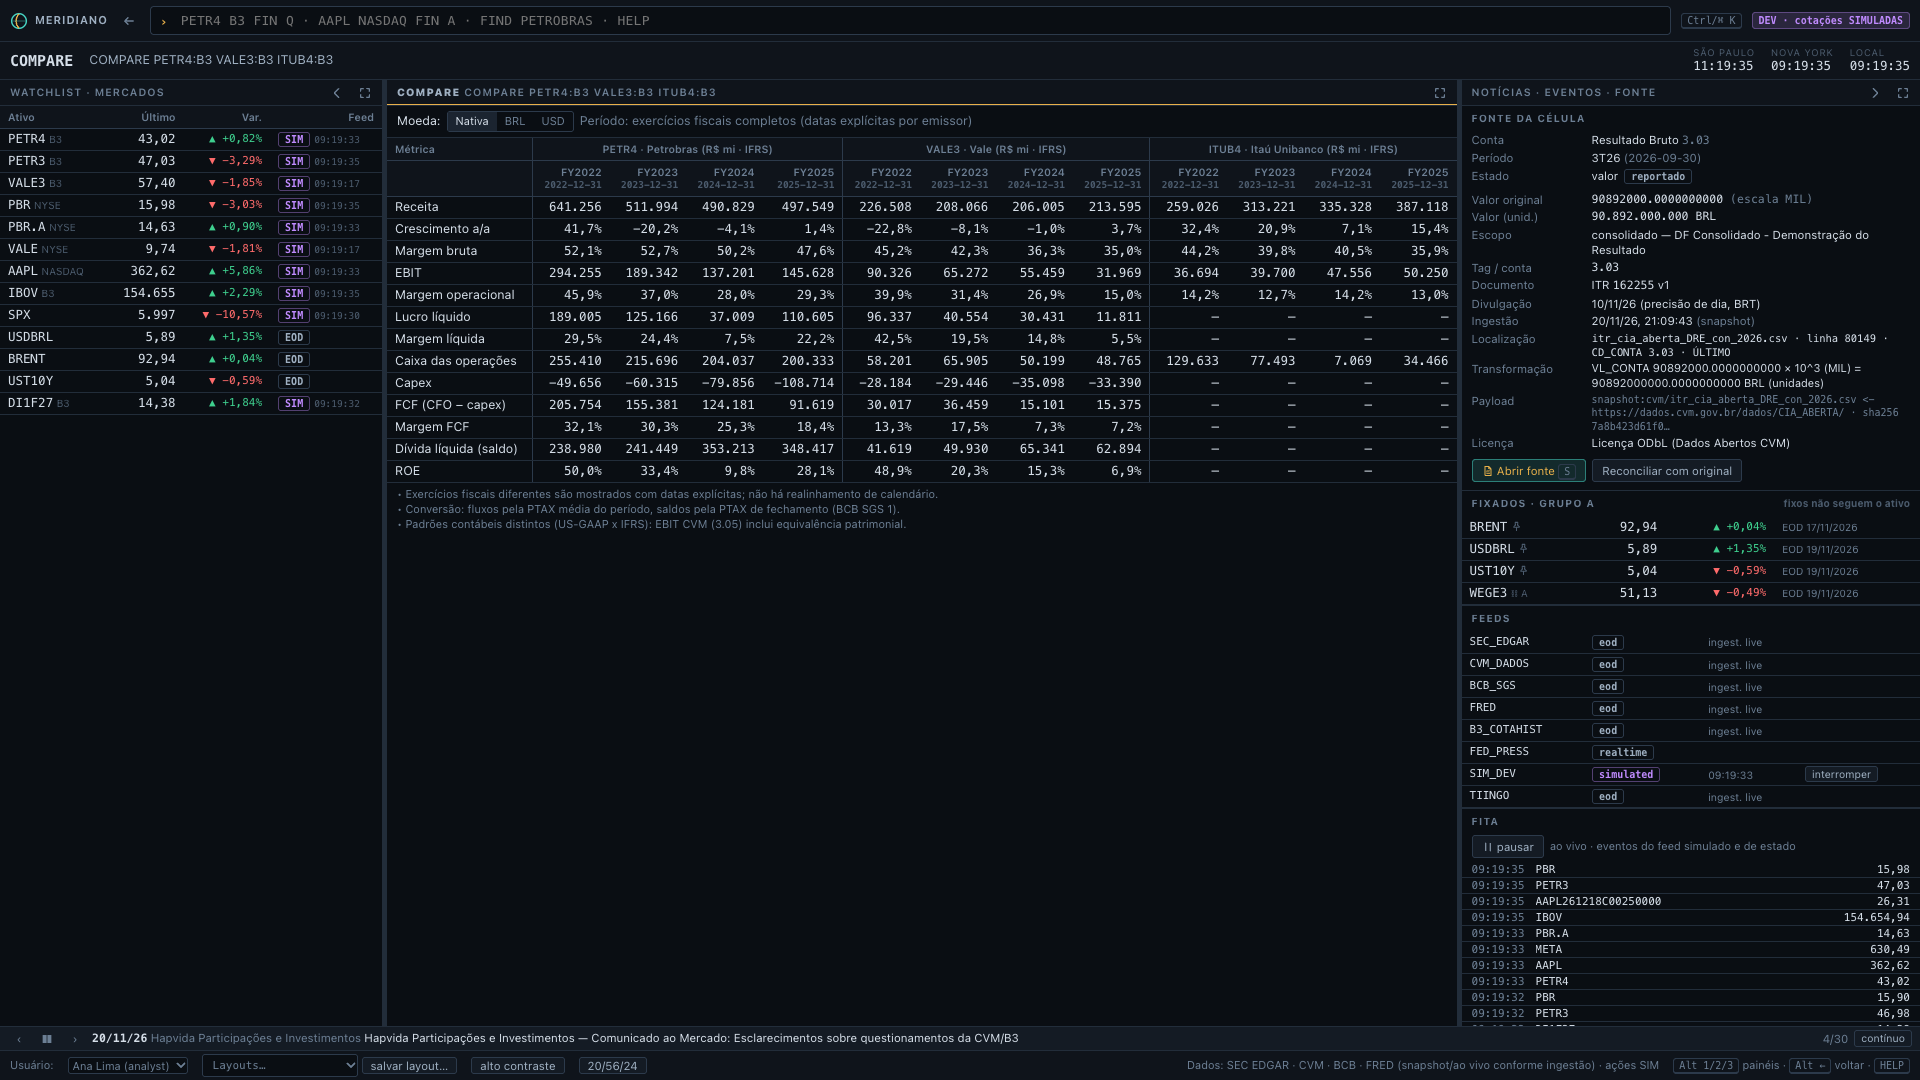 MERIDIANO ← › PETR4 B3 FIN Q · AAPL NASDAQ FIN A · FIND PETROBRAS · HELP Ctrl/⌘ K DEV · cotações SIMULADAS
COMPARE COMPARE PETR4:B3 VALE3:B3 ITUB4:B3
SÃO PAULO NOVA YORK LOCAL
11:19:35 09:19:35 09:19:35
WATCHLIST · MERCADOS
Ativo Último Var. Feed
PETR4 B3 43,02 ▲ +0,82% SIM 09:19:33
PETR3 B3 47,03 ▼ −3,29% SIM 09:19:35
VALE3 B3 57,40 ▼ −1,85% SIM 09:19:17
PBR NYSE 15,98 ▼ −3,03% SIM 09:19:35
PBR.A NYSE 14,63 ▲ +0,90% SIM 09:19:33
VALE NYSE 9,74 ▼ −1,81% SIM 09:19:17
AAPL NASDAQ 362,62 ▲ +5,86% SIM 09:19:33
IBOV B3 154.655 ▲ +2,29% SIM 09:19:35
SPX 5.997 ▼ −10,57% SIM 09:19:30
USDBRL 5,89 ▲ +1,35% EOD
BRENT 92,94 ▲ +0,04% EOD
UST10Y 5,04 ▼ −0,59% EOD
DI1F27 B3 14,38 ▲ +1,84% SIM 09:19:32
COMPARE COMPARE PETR4:B3 VALE3:B3 ITUB4:B3
Moeda: Nativa BRL USD Período: exercícios fiscais completos (datas explícitas por emissor)
Métrica PETR4 · Petrobras (R$ mi · IFRS) VALE3 · Vale (R$ mi · IFRS) ITUB4 · Itaú Unibanco (R$ mi · IFRS)
FY2022 FY2023 FY2024 FY2025 FY2022 FY2023 FY2024 FY2025 FY2022 FY2023 FY2024 FY2025
2022−12−31 2023−12−31 2024−12−31 2025−12−31 2022−12−31 2023−12−31 2024−12−31 2025−12−31 2022−12−31 2023−12−31 2024−12−31 2025−12−31
Receita 641.256 511.994 490.829 497.549 226.508 208.066 206.005 213.595 259.026 313.221 335.328 387.118
Crescimento a/a 41,7% −20,2% −4,1% 1,4% −22,8% −8,1% −1,0% 3,7% 32,4% 20,9% 7,1% 15,4%
Margem bruta 52,1% 52,7% 50,2% 47,6% 45,2% 42,3% 36,3% 35,0% 44,2% 39,8% 40,5% 35,9%
EBIT 294.255 189.342 137.201 145.628 90.326 65.272 55.459 31.969 36.694 39.700 47.556 50.250
Margem operacional 45,9% 37,0% 28,0% 29,3% 39,9% 31,4% 26,9% 15,0% 14,2% 12,7% 14,2% 13,0%
Lucro líquido 189.005 125.166 37.009 110.605 96.337 40.554 30.431 11.811 — — — —
Margem líquida 29,5% 24,4% 7,5% 22,2% 42,5% 19,5% 14,8% 5,5% — — — —
Caixa das operações 255.410 215.696 204.037 200.333 58.201 65.905 50.199 48.765 129.633 77.493 7.069 34.466
Capex −49.656 −60.315 −79.856 −108.714 −28.184 −29.446 −35.098 −33.390 — — — —
FCF (CFO − capex) 205.754 155.381 124.181 91.619 30.017 36.459 15.101 15.375 — — — —
Margem FCF 32,1% 30,3% 25,3% 18,4% 13,3% 17,5% 7,3% 7,2% — — — —
Dívida líquida (saldo) 238.980 241.449 353.213 348.417 41.619 49.930 65.341 62.894 — — — —
ROE 50,0% 33,4% 9,8% 28,1% 48,9% 20,3% 15,3% 6,9% — — — —
• Exercícios fiscais diferentes são mostrados com datas explícitas; não há realinhamento de calendário.
• Conversão: fluxos pela PTAX média do período, saldos pela PTAX de fechamento (BCB SGS 1).
• Padrões contábeis distintos (US-GAAP x IFRS): EBIT CVM (3.05) inclui equivalência patrimonial.
NOTÍCIAS · EVENTOS · FONTE
FONTE DA CÉLULA
Conta Resultado Bruto 3.03
Período 3T26 (2026-09-30)
Estado valor reportado
Valor original 90892000.0000000000 (escala MIL)
Valor (unid.) 90.892.000.000 BRL
Escopo consolidado — DF Consolidado - Demonstração do
Resultado
Tag / conta 3.03
Documento ITR 162255 v1
Divulgação 10/11/26 (precisão de dia, BRT)
Ingestão 20/11/26, 21:09:43 (snapshot)
Localização itr_cia_aberta_DRE_con_2026.csv · linha 80149 ·
CD_CONTA 3.03 · ÚLTIMO
Transformação VL_CONTA 90892000.0000000000 × 10^3 (MIL) =
90892000000.0000000000 BRL (unidades)
Payload snapshot:cvm/itr_cia_aberta_DRE_con_2026.csv <−
https://dados.cvm.gov.br/dados/CIA_ABERTA/ · sha256
7a8b423d61f0…
Licença Licença ODbL (Dados Abertos CVM)
Abrir fonte S Reconciliar com original
FIXADOS · GRUPO A fixos não seguem o ativo
BRENT 92,94 ▲ +0,04% EOD 17/11/2026
USDBRL 5,89 ▲ +1,35% EOD 19/11/2026
UST10Y 5,04 ▼ −0,59% EOD 19/11/2026
WEGE3 A 51,13 ▼ −0,49% EOD 19/11/2026
FEEDS
SEC_EDGAR eod ingest. live
CVM_DADOS eod ingest. live
BCB_SGS eod ingest. live
FRED eod ingest. live
B3_COTAHIST eod ingest. live
FED_PRESS realtime
SIM_DEV simulated 09:19:33 interromper
TIINGO eod ingest. live
FITA
pausar ao vivo · eventos do feed simulado e de estado
09:19:35 PBR 15,98
09:19:35 PETR3 47,03
09:19:35 AAPL261218C00250000 26,31
09:19:35 IBOV 154.654,94
09:19:33 PBR.A 14,63
09:19:33 META 630,49
09:19:33 AAPL 362,62
09:19:33 PETR4 43,02
09:19:32 PBR 15,90
09:19:32 PETR3 46,98
‹ › 20/11/26 Hapvida Participações e Investimentos Hapvida Participações e Investimentos — Comunicado ao Mercado: Esclarecimentos sobre questionamentos da CVM/B3 4/30 contínuo
Usuário: Ana Lima (analyst) Layouts… salvar layout… alto contraste 20/56/24 Dados: SEC EDGAR · CVM · BCB · FRED (snapshot/ao vivo conforme ingestão) · ações SIM Alt 1/2/3 painéis · Alt ← voltar · HELP